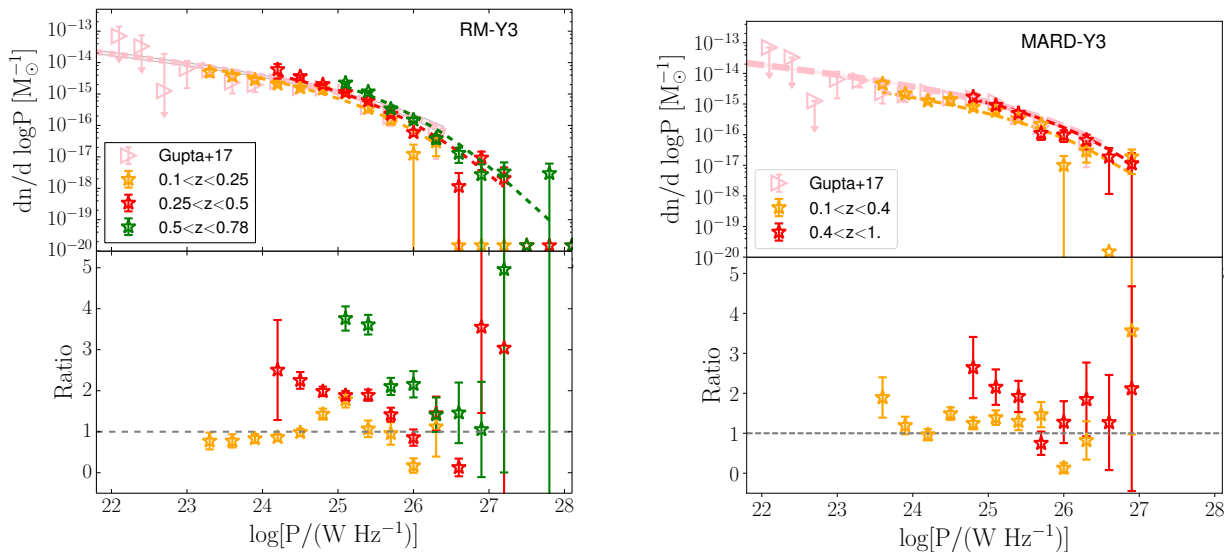 RM-Y3
dn/d logP [M⊙⁻¹]
10⁻¹³
10⁻¹⁴
10⁻¹⁵
10⁻¹⁶
10⁻¹⁷
10⁻¹⁸
10⁻¹⁹
10⁻²⁰
Gupta+17
0.1<z<0.25
0.25<z<0.5
0.5<z<0.78
Ratio
5
4
3
2
1
0
22 23 24 25 26 27 28
log[P/(W Hz⁻¹)]
MARD-Y3
dn/d logP [M⊙⁻¹]
10⁻¹³
10⁻¹⁴
10⁻¹⁵
10⁻¹⁶
10⁻¹⁷
10⁻¹⁸
10⁻¹⁹
10⁻²⁰
Gupta+17
0.1<z<0.4
0.4<z<1.
Ratio
5
4
3
2
1
0
22 23 24 25 26 27 28
log[P/(W Hz⁻¹)]